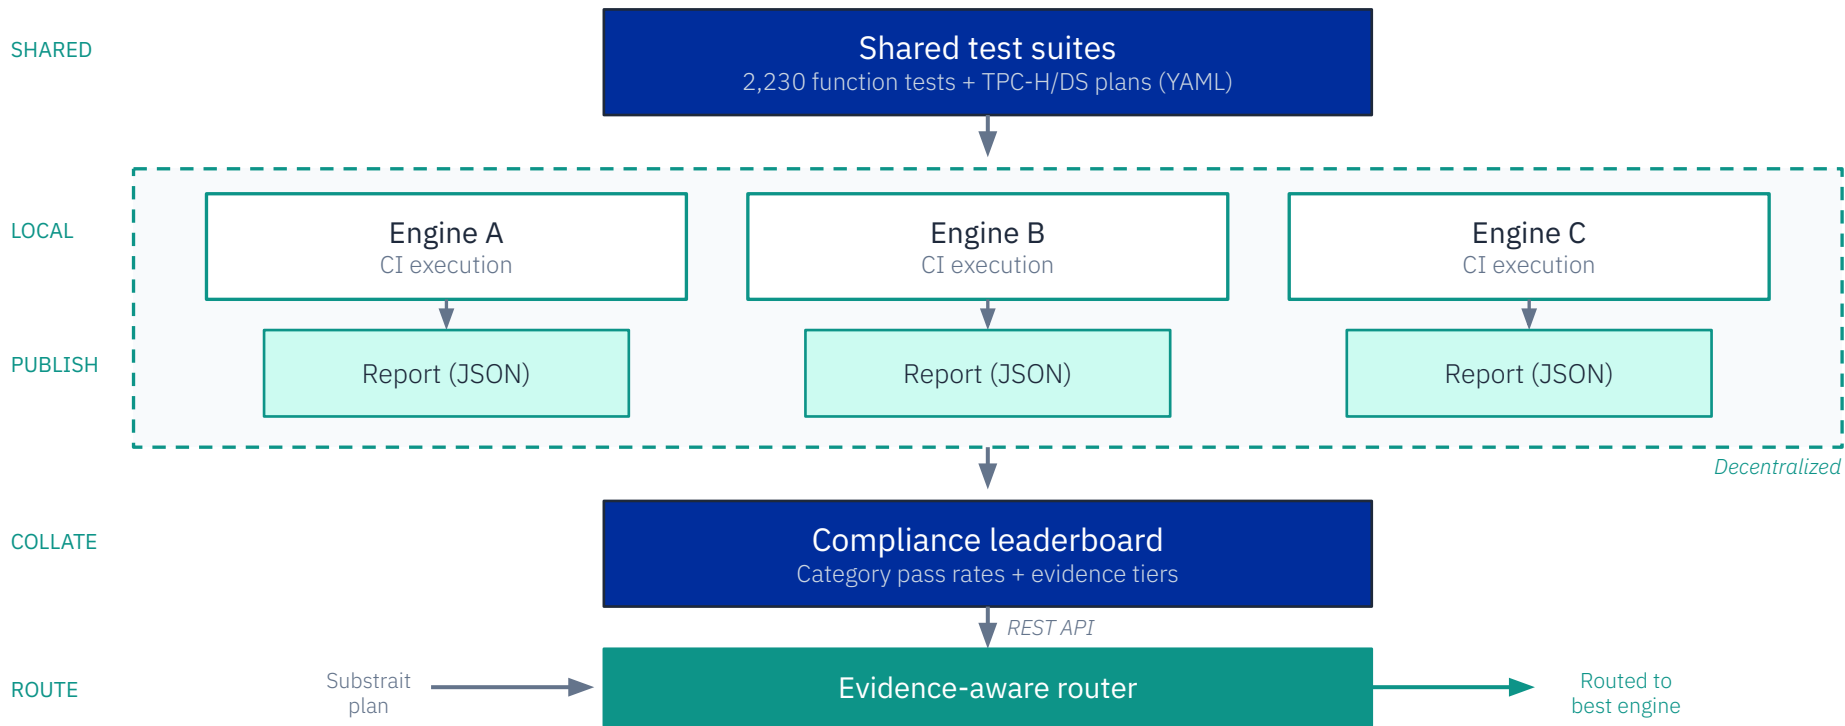 SHARED
Shared test suites
2,230 function tests + TPC-H/DS plans (YAML)
LOCAL
Engine A
CI execution
Engine B
CI execution
Engine C
CI execution
PUBLISH
Report (JSON)
Report (JSON)
Report (JSON)
Decentralized
COLLATE
Compliance leaderboard
Category pass rates + evidence tiers
REST API
ROUTE
Substrait
plan
Evidence-aware router
Routed to
best engine